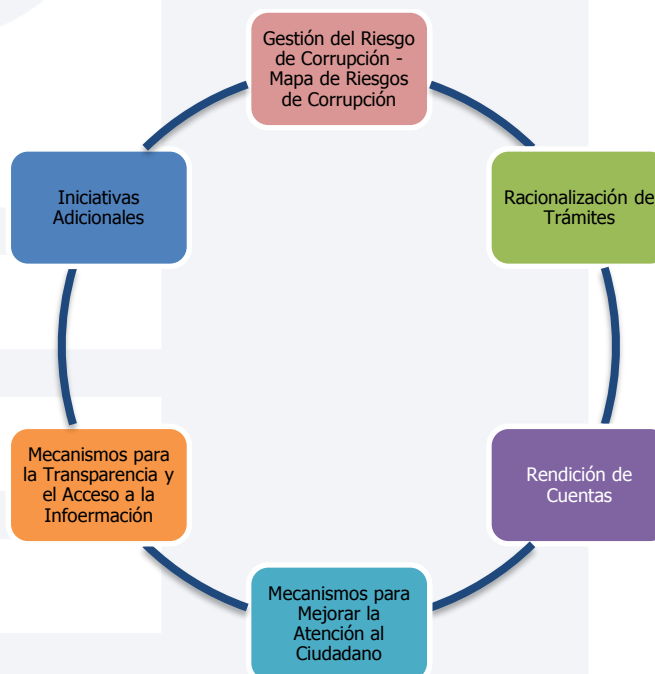 Gestión del Riesgo
de Corrupción -
Mapa de Riesgos
de Corrupción
Racionalización de
Trámites
Rendición de
Cuentas
Mecanismos para
Mejorar la
Atención al
Ciudadano
Mecanismos para
la Transparencia y
el Acceso a la
Infoermación
Iniciativas
Adicionales